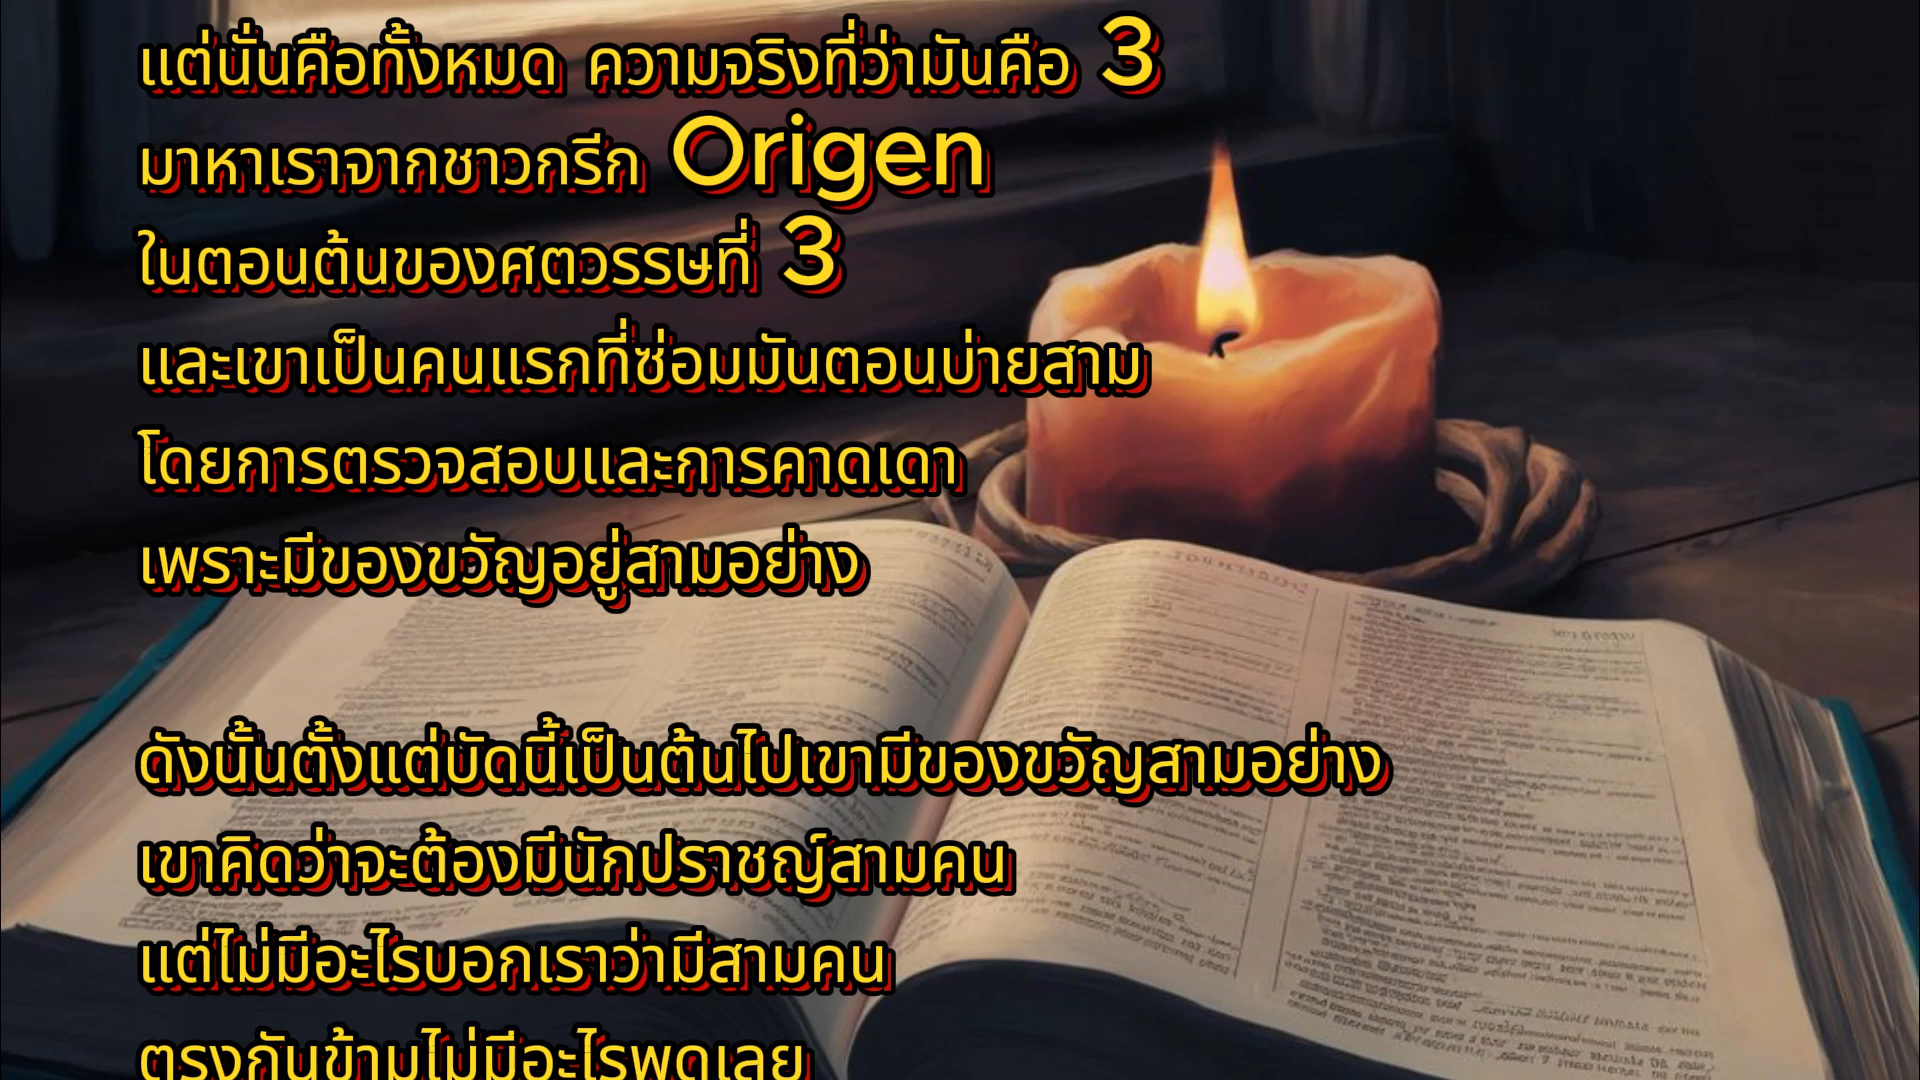 แต่นั่นคือทั้งหมด ความจริงที่ว่ามันคือ 3
มาหาเราจากชาวกรีก Origen
ในตอนต้นของศตวรรษที่ 3
และเขาเป็นคนแรกที่ซ่อมมันตอนบ่ายสาม
โดยการตรวจสอบและการคาดเดา
เพราะมีของขวัญอยู่สามอย่าง
ดังนั้นตั้งแต่บัดนี้เป็นต้นไปเขามีของขวัญสามอย่าง
เขาคิดว่าจะต้องมีนักปราชญ์สามคน
แต่ไม่มีอะไรบอกเราว่ามีสามคน
ตรงกันข้ามไม่มีอะไรพูดเลย